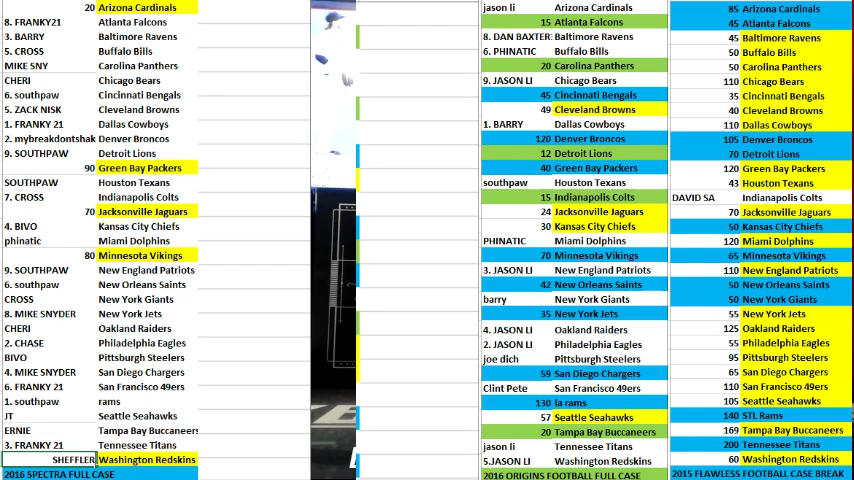 20 Arizona Cardinals
8. FRANKY21 Atlanta Falcons
3. BARRY Baltimore Ravens
5. CROSS Buffalo Bills
MIKE SNY Carolina Panthers
CHERI Chicago Bears
6. southpaw Cincinnati Bengals
5. ZACK NISK Cleveland Browns
1. FRANKY 21 Dallas Cowboys
2. mybreakdontshak Denver Broncos
9. SOUTHPAW Detroit Lions
90 Green Bay Packers
SOUTHPAW Houston Texans
7. CROSS Indianapolis Colts
70 Jacksonville Jaguars
4. BIVO Kansas City Chiefs
phinatic Miami Dolphins
80 Minnesota Vikings
9. SOUTHPAW New England Patriots
6. southpaw New Orleans Saints
CROSS New York Giants
8. MIKE SNYDER New York Jets
CHERI Oakland Raiders
2. CHASE Philadelphia Eagles
BIVO Pittsburgh Steelers
4. MIKE SNYDER San Diego Chargers
6. FRANKY 21 San Francisco 49ers
1. southpaw rams
JT Seattle Seahawks
ERNIE Tampa Bay Buccaneers
3. FRANKY 21 Tennessee Titans
SHEFFLER Washington Redskins
2016 SPECTRA FULL CASE
jason li Arizona Cardinals
15 Atlanta Falcons
8. DAN BAXTER Baltimore Ravens
6. PHINATIC Buffalo Bills
20 Carolina Panthers
9. JASON LI Chicago Bears
45 Cincinnati Bengals
49 Cleveland Browns
1. BARRY Dallas Cowboys
120 Denver Broncos
12 Detroit Lions
40 Green Bay Packers
southpaw Houston Texans
15 Indianapolis Colts
24 Jacksonville Jaguars
30 Kansas City Chiefs
PHINATIC Miami Dolphins
70 Minnesota Vikings
3. JASON LI New England Patriots
42 New Orleans Saints
barry New York Giants
35 New York Jets
4. JASON LI Oakland Raiders
2. JASON LI Philadelphia Eagles
joe dich Pittsburgh Steelers
59 San Diego Chargers
Clint Pete San Francisco 49ers
130 la rams
57 Seattle Seahawks
20 Tampa Bay Buccaneers
jason li Tennessee Titans
5.JASON LI Washington Redskins
2016 ORIGINS FOOTBALL FULL CASE
85 Arizona Cardinals
45 Atlanta Falcons
45 Baltimore Ravens
50 Buffalo Bills
50 Carolina Panthers
110 Chicago Bears
35 Cincinnati Bengals
40 Cleveland Browns
110 Dallas Cowboys
105 Denver Broncos
70 Detroit Lions
120 Green Bay Packers
43 Houston Texans
DAVID SA Indianapolis Colts
70 Jacksonville Jaguars
50 Kansas City Chiefs
120 Miami Dolphins
65 Minnesota Vikings
110 New England Patriots
50 New Orleans Saints
50 New York Giants
55 New York Jets
125 Oakland Raiders
55 Philadelphia Eagles
95 Pittsburgh Steelers
65 San Diego Chargers
110 San Francisco 49ers
105 Seattle Seahawks
140 STL Rams
169 Tampa Bay Buccaneers
200 Tennessee Titans
60 Washington Redskins
2015 FLAWLESS FOOTBALL CASE BREAK